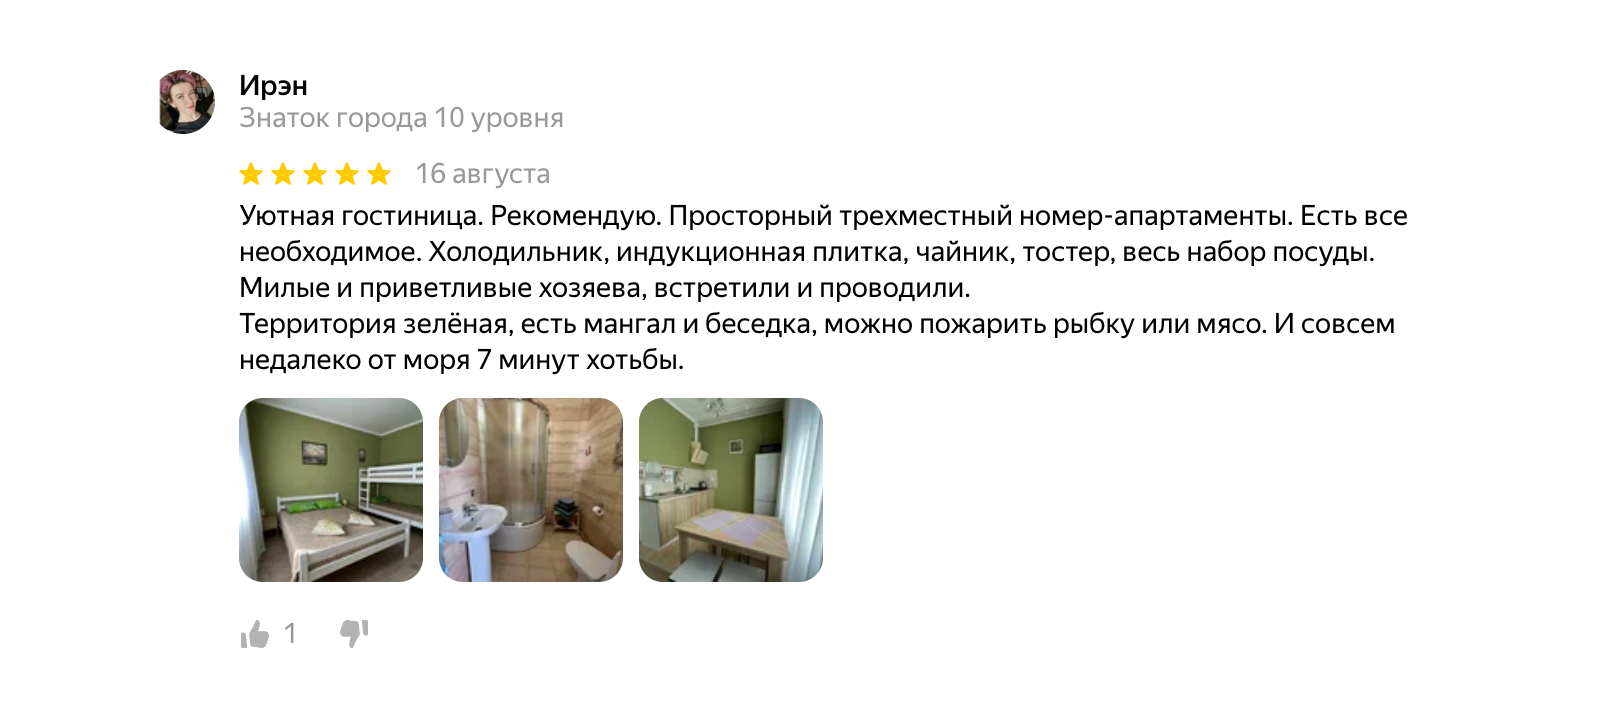 Ирэн
Знаток города 10 уровня
16 августа
Уютная гостиница. Рекомендую. Просторный трехместный номер-апартаменты. Есть все
необходимое. Холодильник, индукционная плитка, чайник, тостер, весь набор посуды.
Милые и приветливые хозяева, встретили и проводили.
Территория зелёная, есть мангал и беседка, можно пожарить рыбку или мясо. И совсем
недалеко от моря 7 минут хотьбы.
1